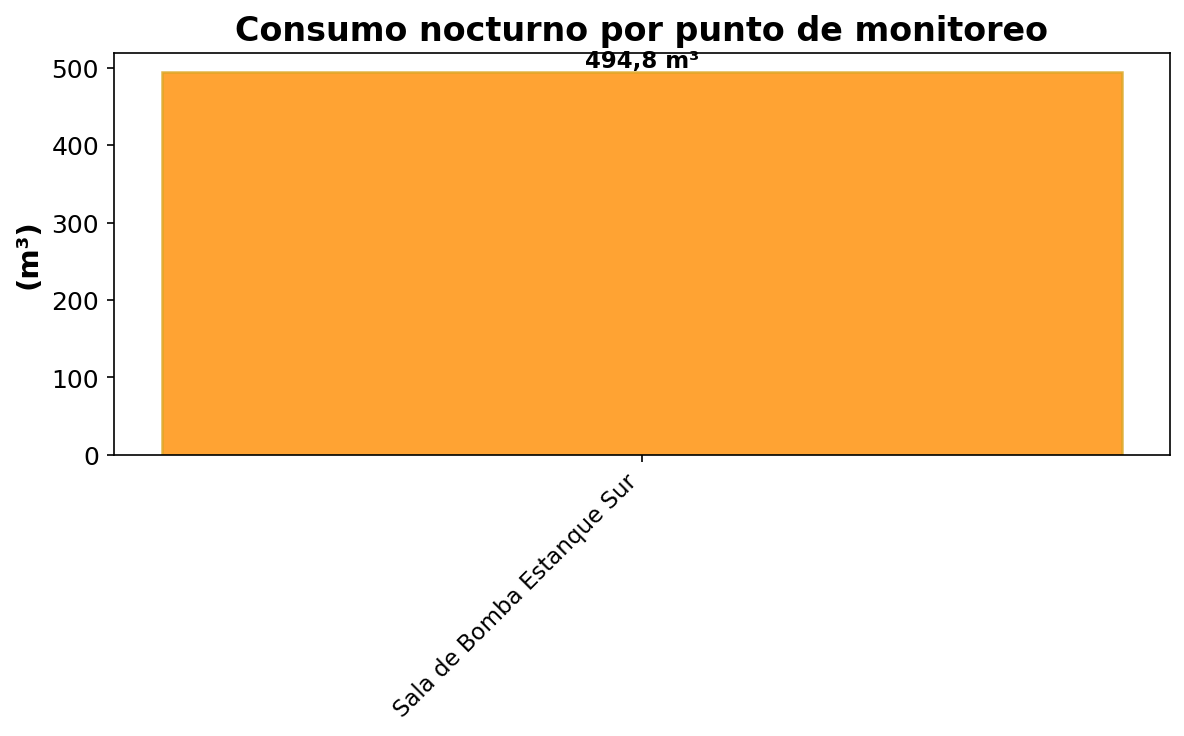 Consumo nocturno por punto de monitoreo
494,8 m³
500
400
300
200
100
0
(m³)
Sala de Bomba Estanque Sur